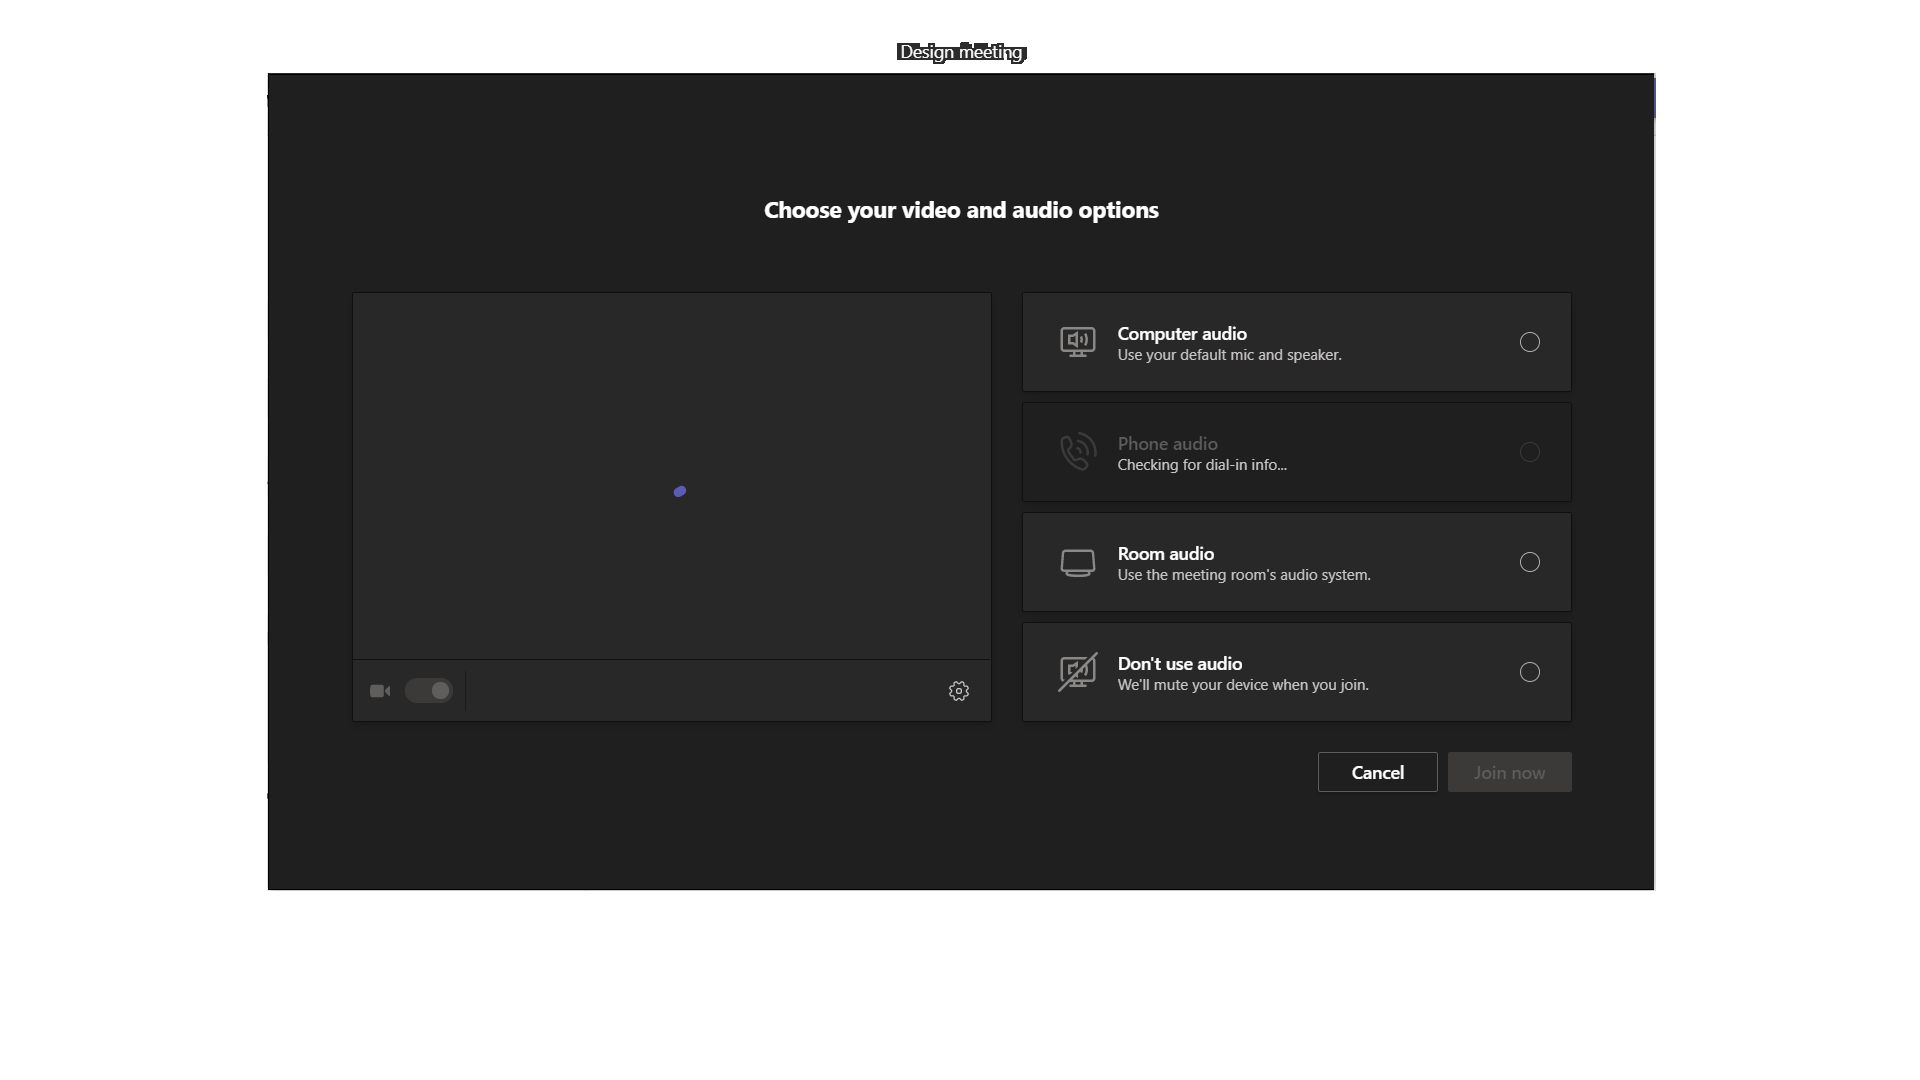 Design meeting
Choose your video and audio options
Computer audio
Use your default mic and speaker.
Phone audio
Checking for dial-in info...
Room audio
Use the meeting room's audio system.
Don't use audio
We'll mute your device when you join.
Cancel
Join now